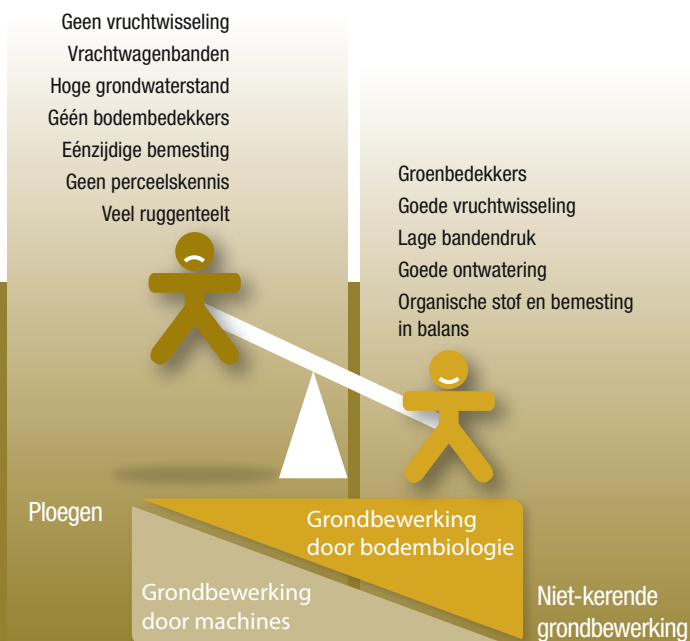 Geen vruchtwisseling
Vrachtwagenbanden
Hoge grondwaterstand
Géén bodembedekkers
Eénzijdige bemesting
Geen perceelskennis
Veel ruggenteelt
Groenbedekkers
Goede vruchtwisseling
Lage bandendruk
Goede ontwatering
Organische stof en bemesting
in balans
Ploegen
Grondbewerking
door bodembiologie
Grondbewerking
door machines
Niet-kerende
grondbewerking